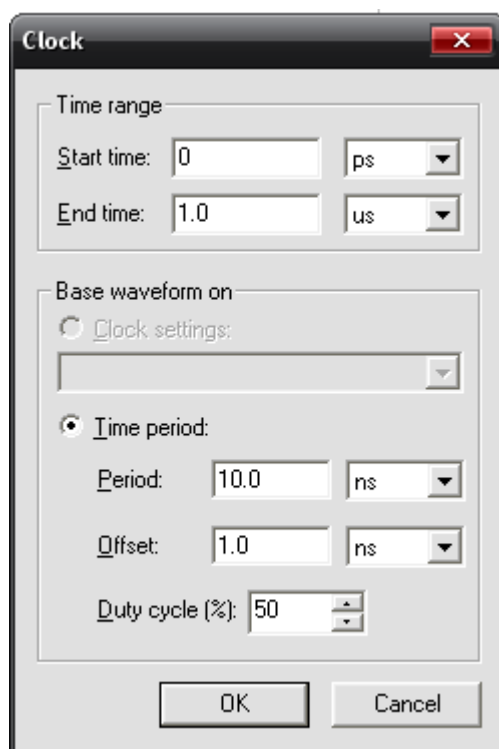 Clock
Time range
Start time: 0 ps
End time: 1.0 us
Base waveform on
Clock settings:
Time period:
Period: 10.0 ns
Offset: 1.0 ns
Duty cycle (%): 50
OK Cancel